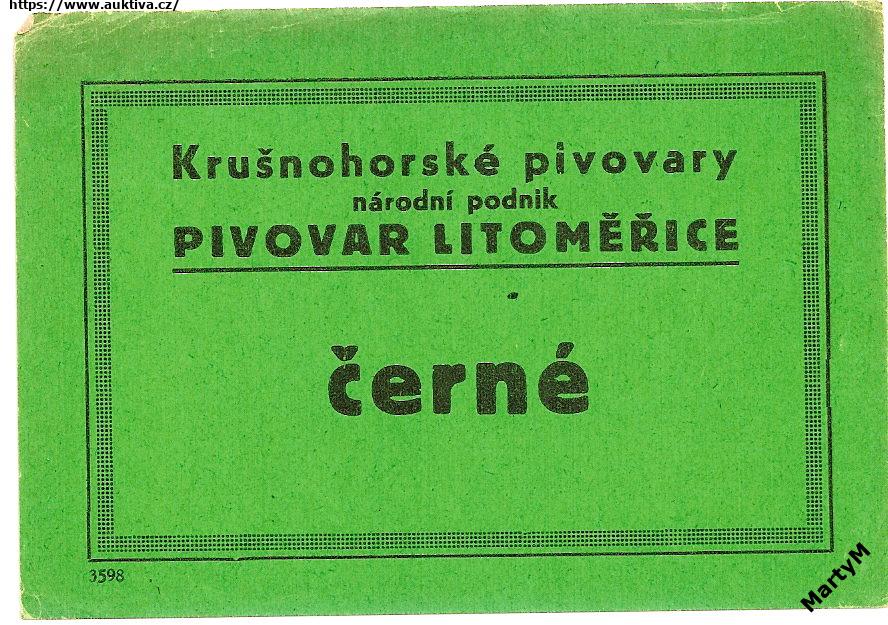 https://www.auktiva.cz/
Krušnohorské pivovary
národní podnik
PIVOVAR LITOMĚŘICE
černé
3598
MartyM